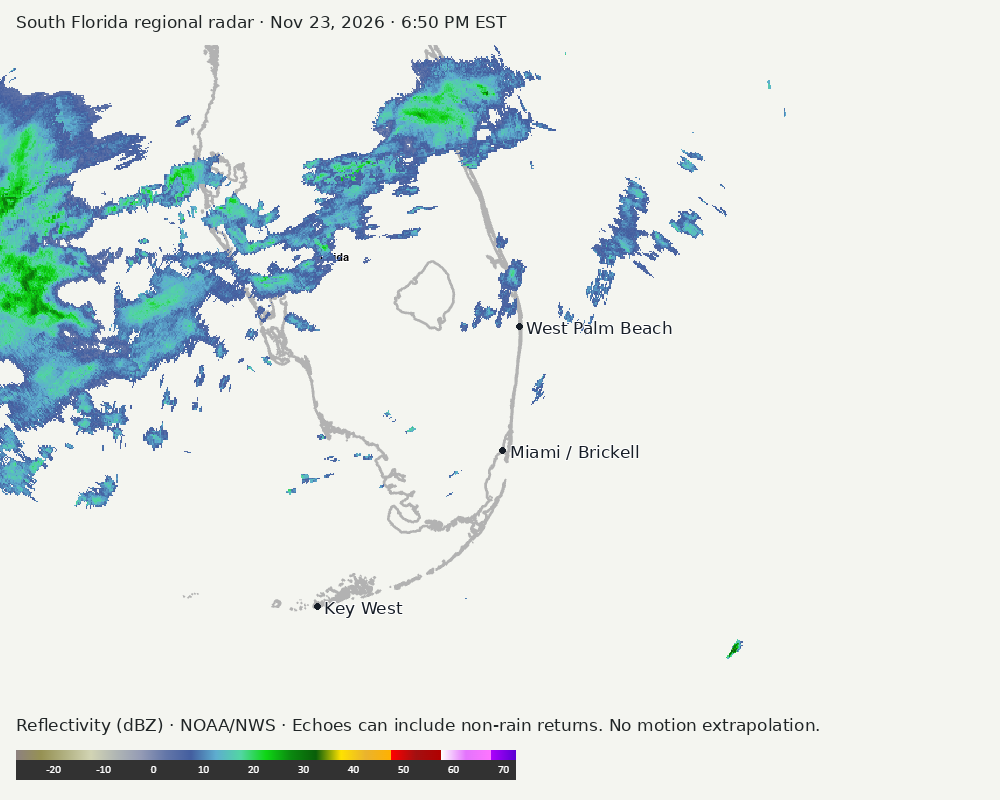 South Florida regional radar · Nov 23, 2026 · 6:50 PM EST
da
West Palm Beach
Miami / Brickell
Key West
Reflectivity (dBZ) · NOAA/NWS · Echoes can include non-rain returns. No motion extrapolation.
-20 -10 0 10 20 30 40 50 60 70